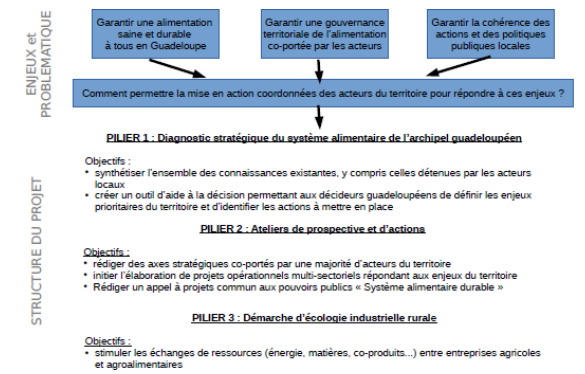 ENJEUX et
PROBLEMATIQUE
Garantir une alimentation
saine et durable
à tous en Guadeloupe
Garantir une gouvernance
territoriale de l'alimentation
co-portée par les acteurs
Garantir la cohérence des
actions et des politiques
publiques locales
Comment permettre la mise en action coordonnées des acteurs du territoire pour répondre à ces enjeux ?
STRUCTURE DU PROJET
PILIER 1 : Diagnostic stratégique du système alimentaire de l'archipel guadeloupéen
Objectifs :
• synthétiser l'ensemble des connaissances existantes, y compris celles détenues par les acteurs
locaux
• créer un outil d'aide à la décision permettant aux décideurs guadeloupéens de définir les enjeux
prioritaires du territoire et d'identifier les actions à mettre en place
PILIER 2 : Ateliers de prospective et d'actions
Objectifs :
• rédiger des axes stratégiques co-portés par une majorité d'acteurs du territoire
• initier l'élaboration de projets opérationnels multi-sectoriels répondant aux enjeux du territoire
• Rédiger un appel à projets commun aux pouvoirs publics « Système alimentaire durable »
PILIER 3 : Démarche d'écologie industrielle rurale
Objectifs :
• stimuler les échanges de ressources (énergie, matières, co-produits...) entre entreprises agricoles
et agroalimentaires